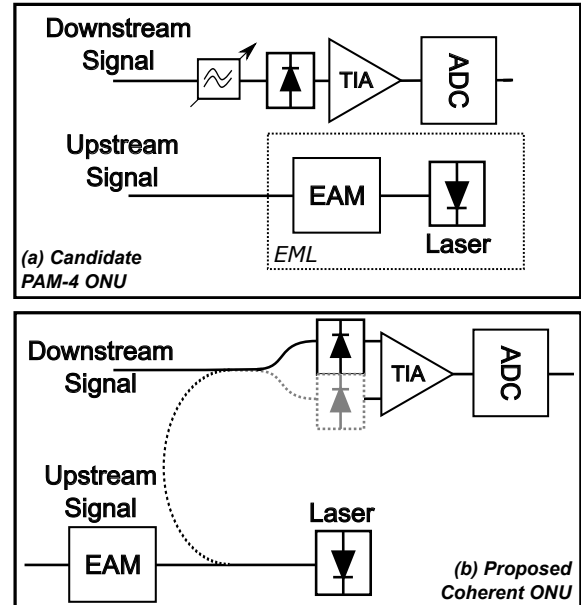 Downstream
Signal
TIA
ADC
Upstream
Signal
EAM
Laser
EML
(a) Candidate
PAM-4 ONU
Downstream
Signal
TIA
ADC
Upstream
Signal
Laser
EAM
(b) Proposed
Coherent ONU